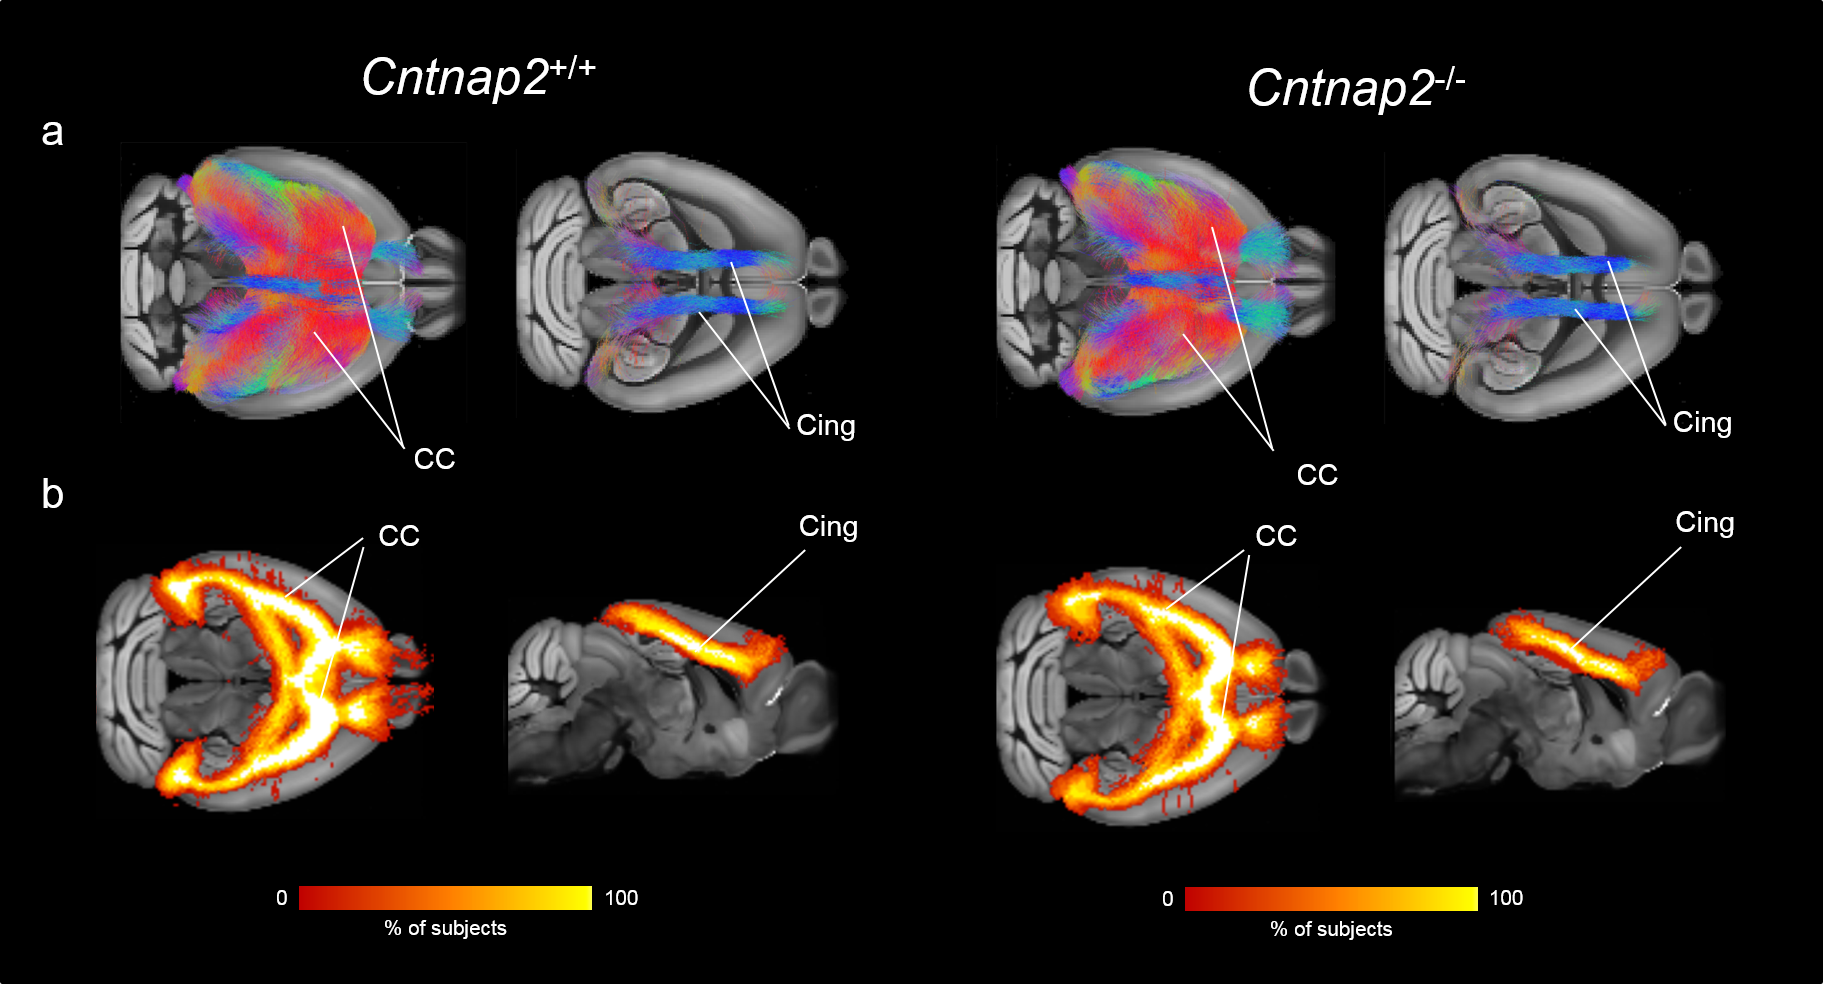 Cntnap2+/+
Cntnap2-/-
a
CC
Cing
CC
Cing
b
CC
Cing
CC
Cing
0 100
% of subjects
0 100
% of subjects